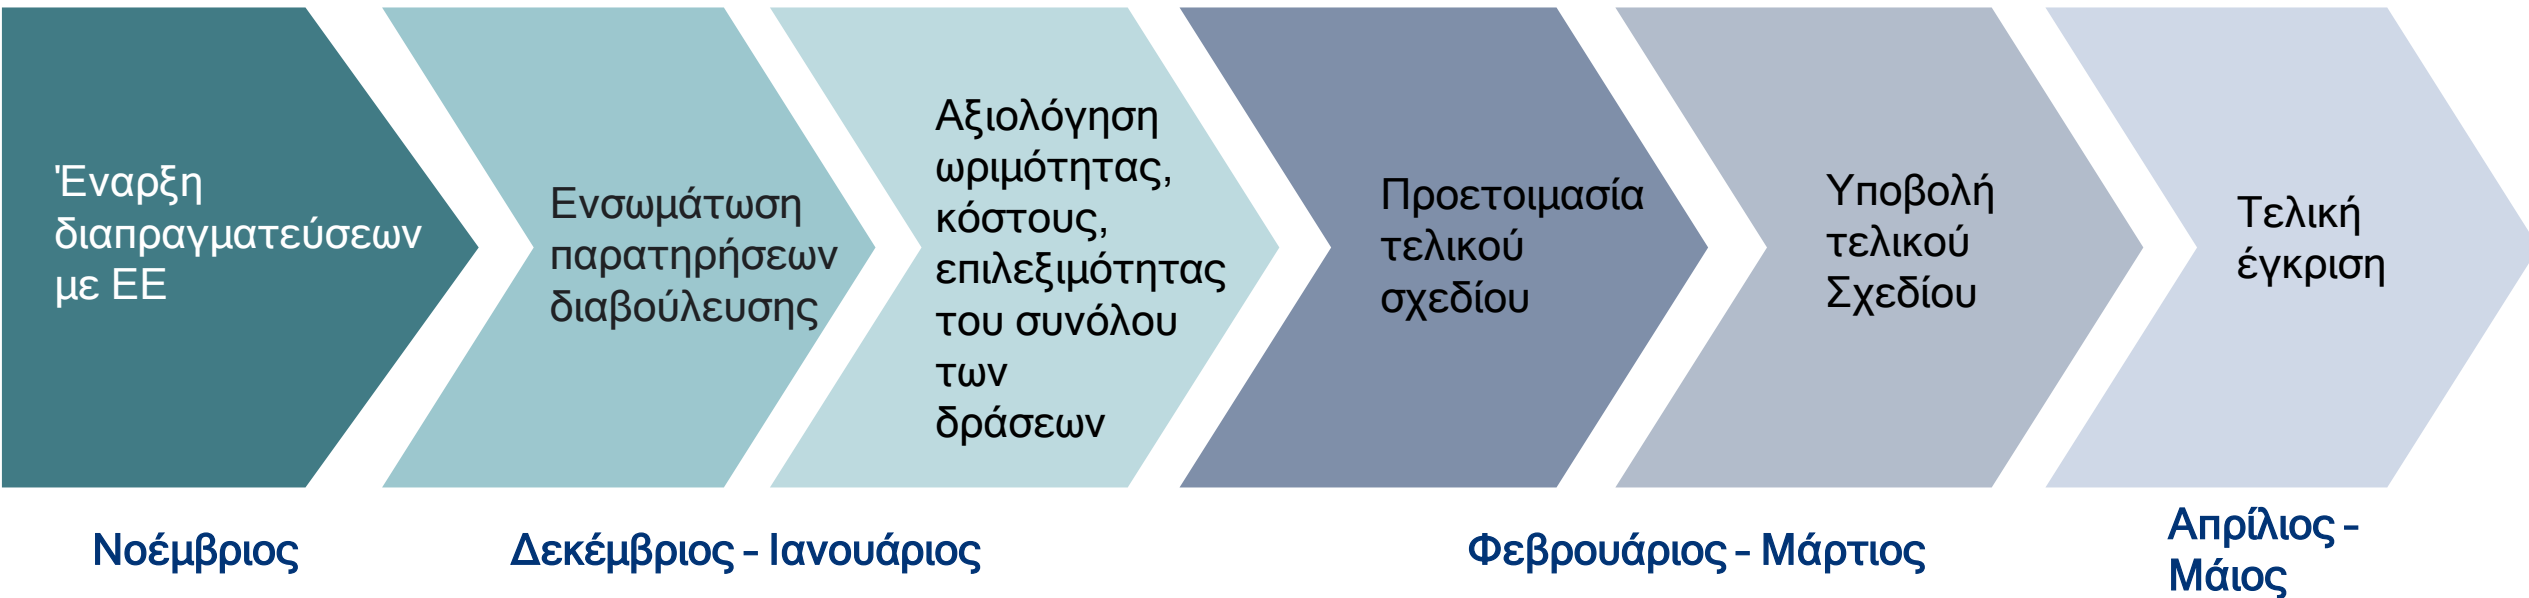 Έναρξη
διαπραγματεύσεων
με ΕΕ
Ενσωμάτωση
παρατηρήσεων
διαβούλευσης
Αξιολόγηση
ωριμότητας,
κόστους,
επιλεξιμότητας
του συνόλου
των
δράσεων
Προετοιμασία
τελικού
σχεδίου
Υποβολή
τελικού
Σχεδίου
Τελική
έγκριση
Νοέμβριος
Δεκέμβριος - Ιανουάριος
Φεβρουάριος - Μάρτιος
Απρίλιος -
Μάιος